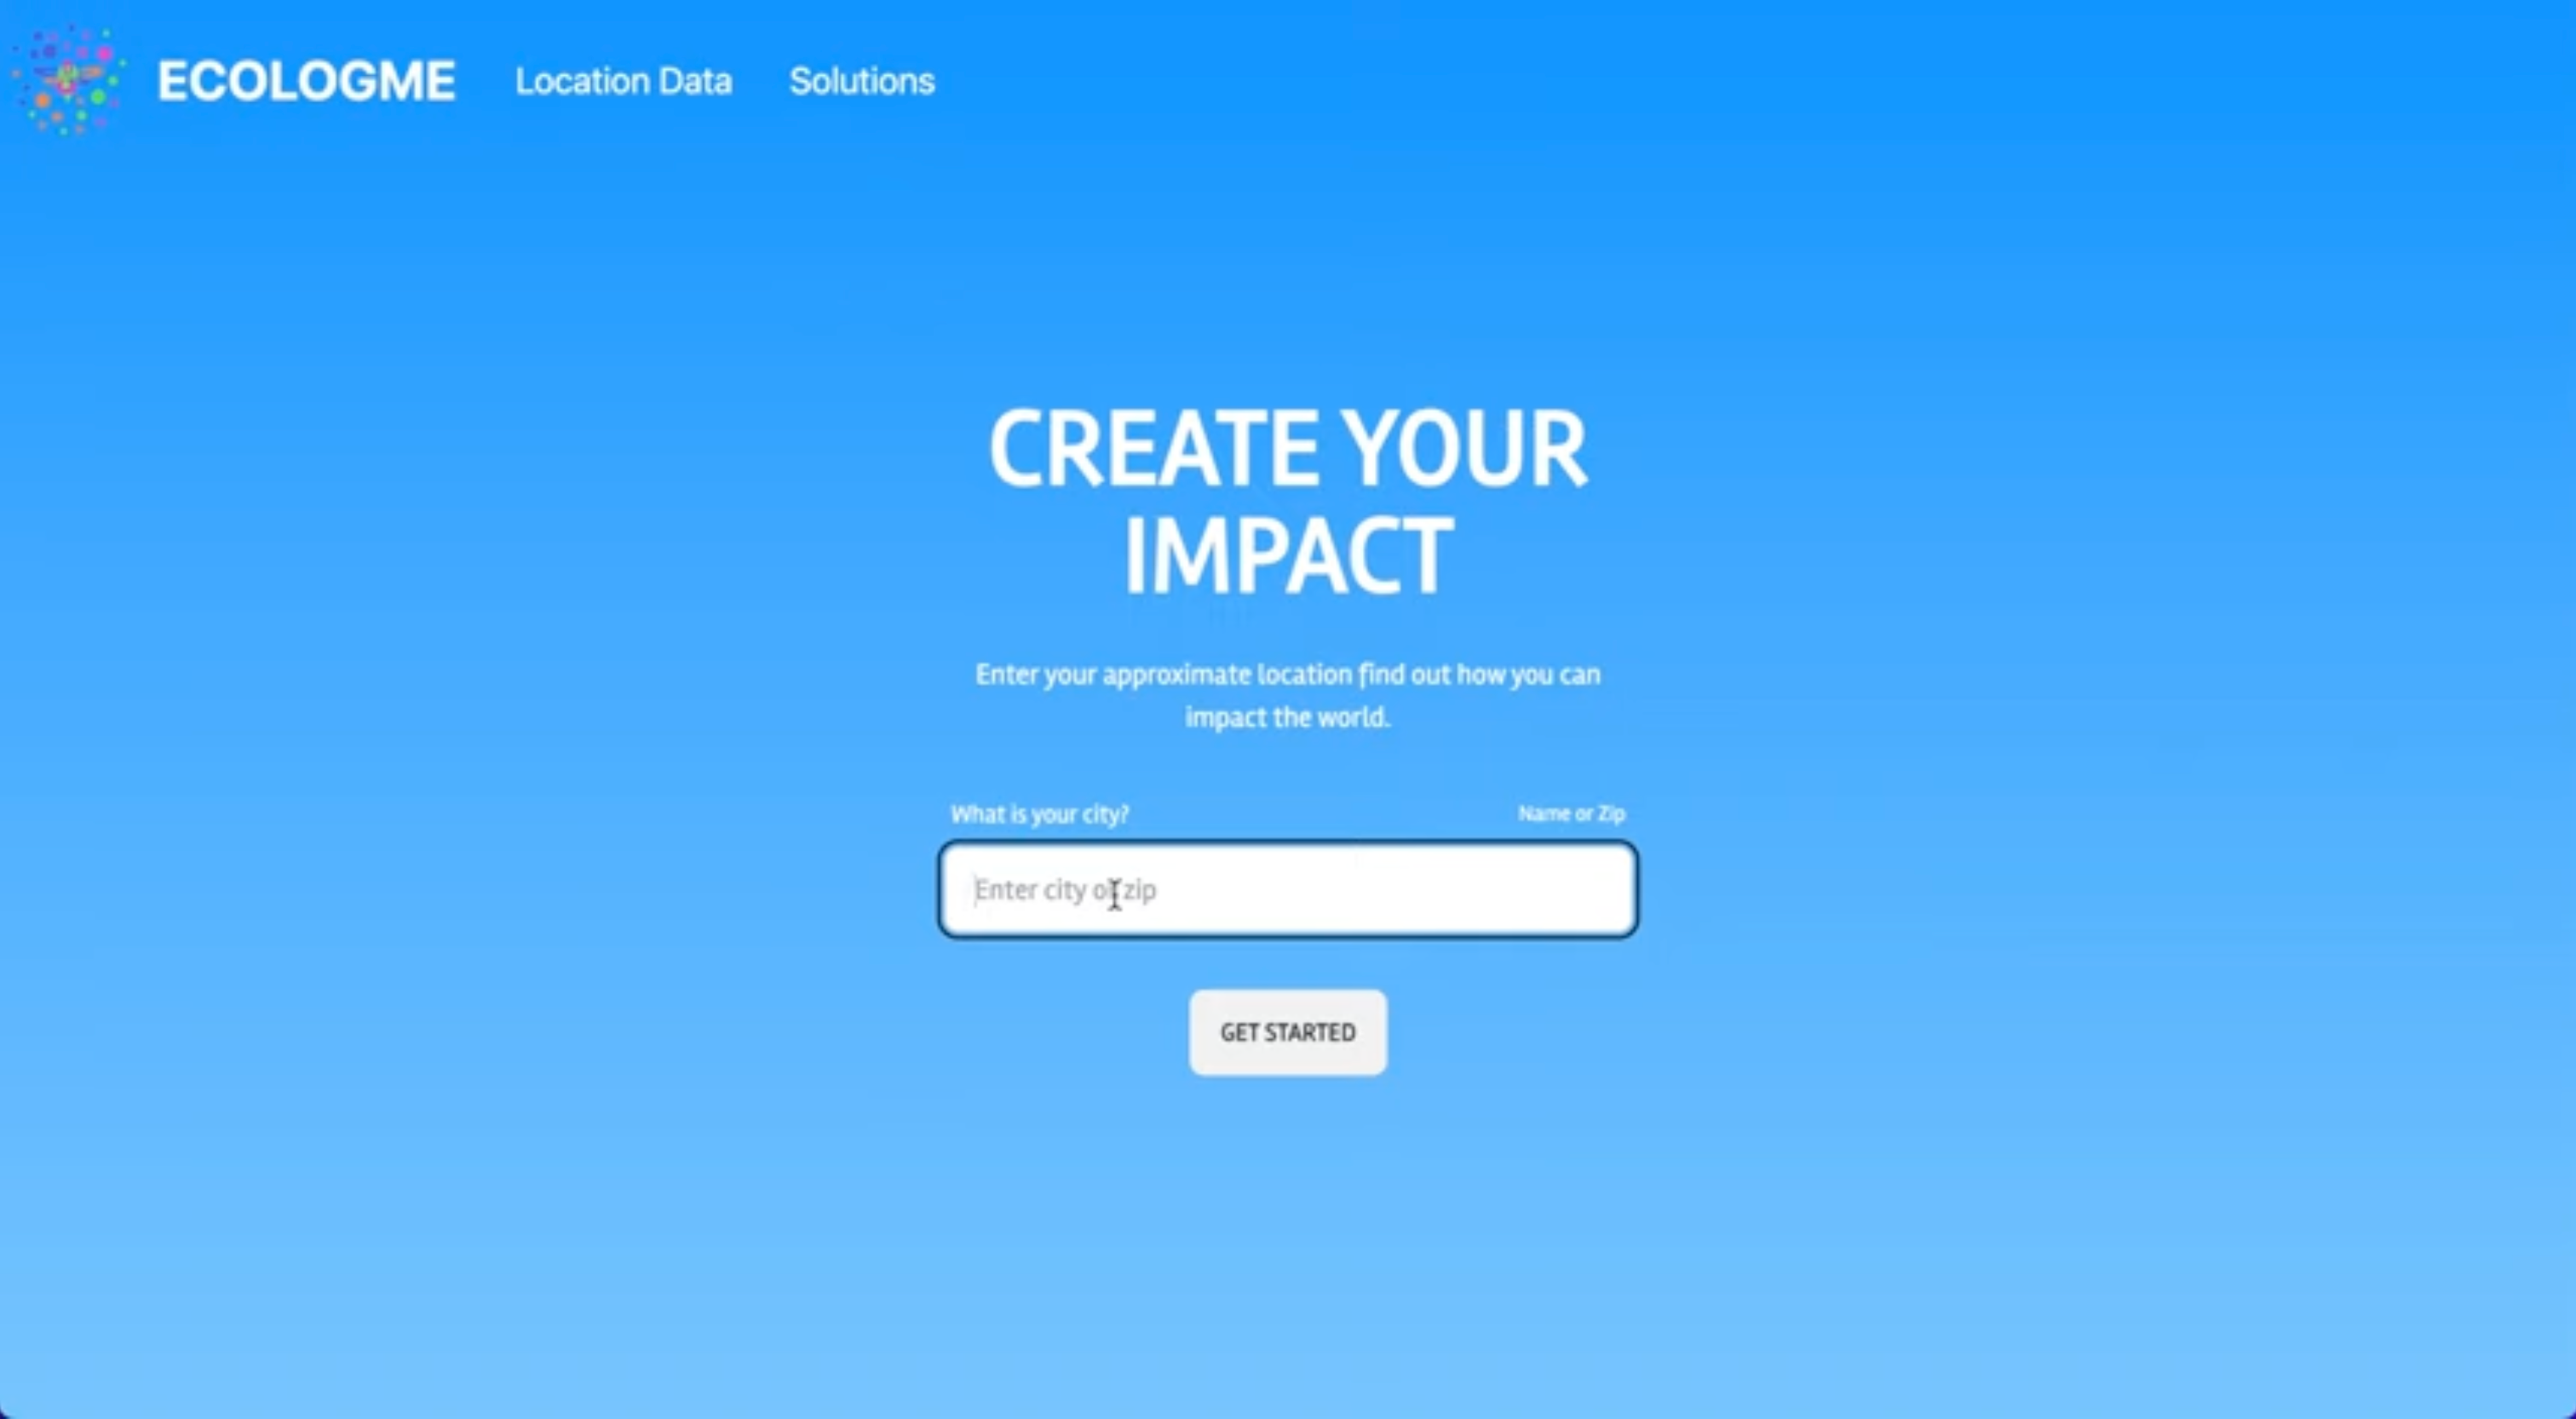 ECOLOGME
Location Data
Solutions
CREATE YOUR
IMPACT
Enter your approximate location find out how you can
impact the world.
What is your city?
Name or Zip
Enter city or zip
GET STARTED